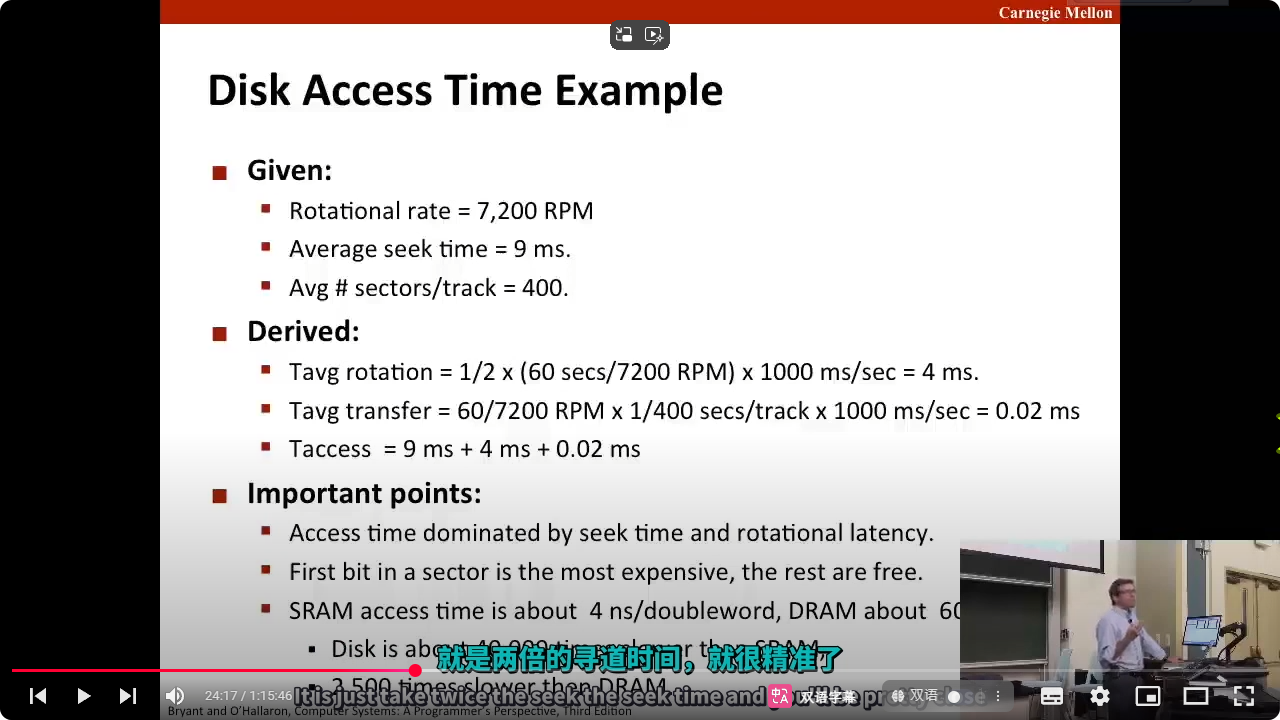 Carnegie Mellon
Disk Access Time Example
Given:
Rotational rate = 7,200 RPM
Average seek time = 9 ms.
Avg # sectors/track = 400.
Derived:
Tavg rotation = 1/2 x (60 secs/7200 RPM) x 1000 ms/sec = 4 ms.
Tavg transfer = 60/7200 RPM x 1/400 secs/track x 1000 ms/sec = 0.02 ms
Taccess = 9 ms + 4 ms + 0.02 ms
Important points:
Access time dominated by seek time and rotational latency.
First bit in a sector is the most expensive, the rest are free.
SRAM access time is about 4 ns/doubleword, DRAM about 60
Disk is about 40,000 times slower than SRAM,
就是两倍的寻道时间，就很精准了
2,500 times slower then DRAM.
It is just take twice the seek the seek time and
24:17 / 1:15:46
双语字幕
双语
Bryant and O'Hallaron, Computer Systems: A Programmer's Perspective, Third Edition